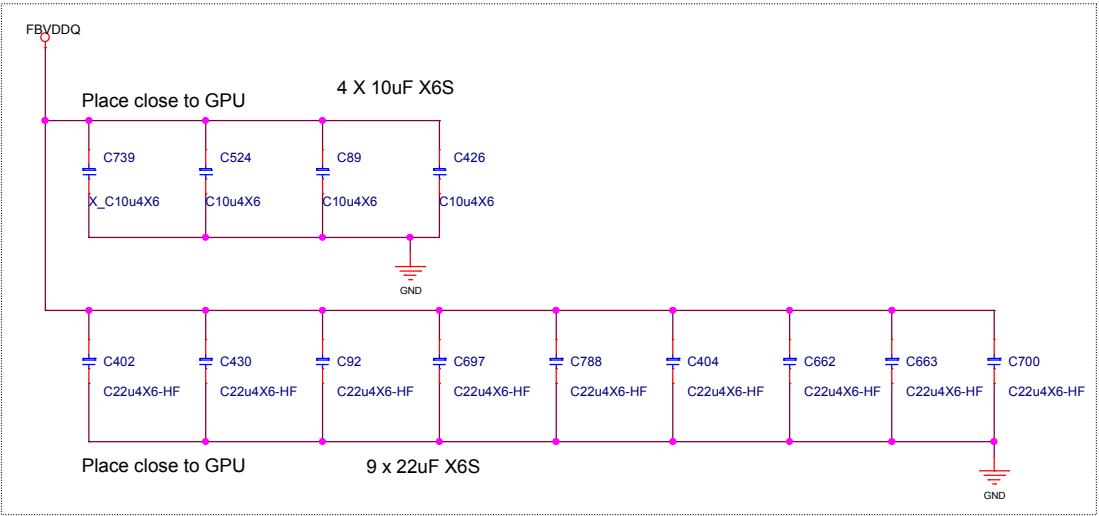 FBVDDQ
4 X 10uF X6S
Place close to GPU
C739 C524 C89 C426
X_C10u4X6 C10u4X6 C10u4X6 C10u4X6
GND
C402 C430 C92 C697 C788 C404 C662 C663 C700
C22u4X6-HF C22u4X6-HF C22u4X6-HF C22u4X6-HF C22u4X6-HF C22u4X6-HF C22u4X6-HF C22u4X6-HF C22u4X6-HF
Place close to GPU 9 x 22uF X6S
GND